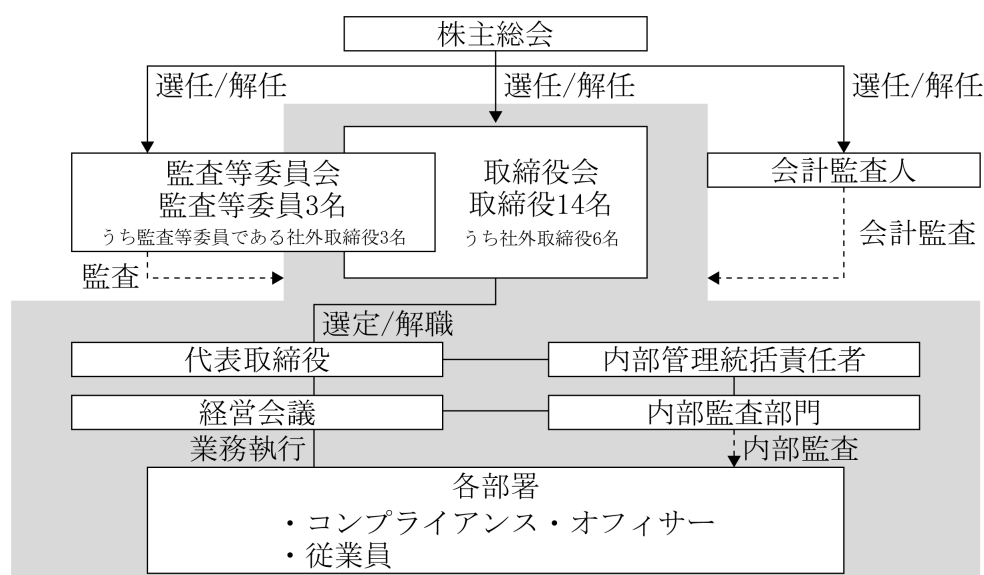 株主総会
選任/解任
選任/解任
選任/解任
監査等委員会
監査等委員3名
うち監査等委員である社外取締役3名
取締役会
取締役14名
うち社外取締役6名
会計監査人
会計監査
監査
選定/解職
代表取締役
内部管理統括責任者
経営会議
内部監査部門
業務執行
内部監査
各部署
・コンプライアンス・オフィサー
・従業員